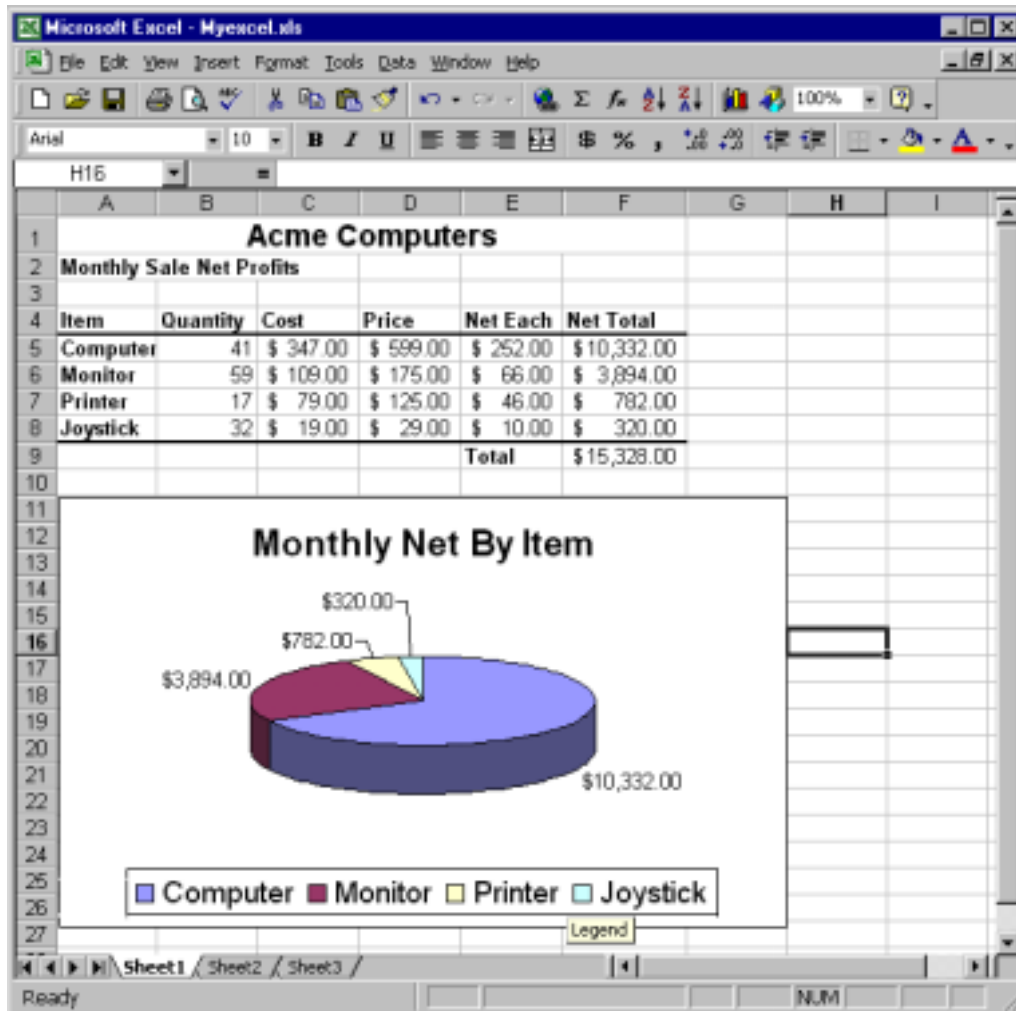 Microsoft Excel - Myexcel.xls
File Edit View Insert Format Tools Data Window Help
100%
Arial 10 B I U $ % ,
H16 =
A B C D E F G H I
1 Acme Computers
2 Monthly Sale Net Profits
3
4 Item Quantity Cost Price Net Each Net Total
5 Computer 41 $ 347.00 $ 599.00 $ 252.00 $10,332.00
6 Monitor 59 $ 109.00 $ 175.00 $ 66.00 $ 3,894.00
7 Printer 17 $ 79.00 $ 125.00 $ 46.00 $ 782.00
8 Joystick 32 $ 19.00 $ 29.00 $ 10.00 $ 320.00
9 Total $15,328.00
10
11
12 Monthly Net By Item
13
14 $320.00
15
16 $782.00
17
18 $3,894.00
19
20
21 $10,332.00
22
23
24
25 Computer Monitor Printer Joystick
26
27 Legend
Sheet1 Sheet2 Sheet3
Ready NUM